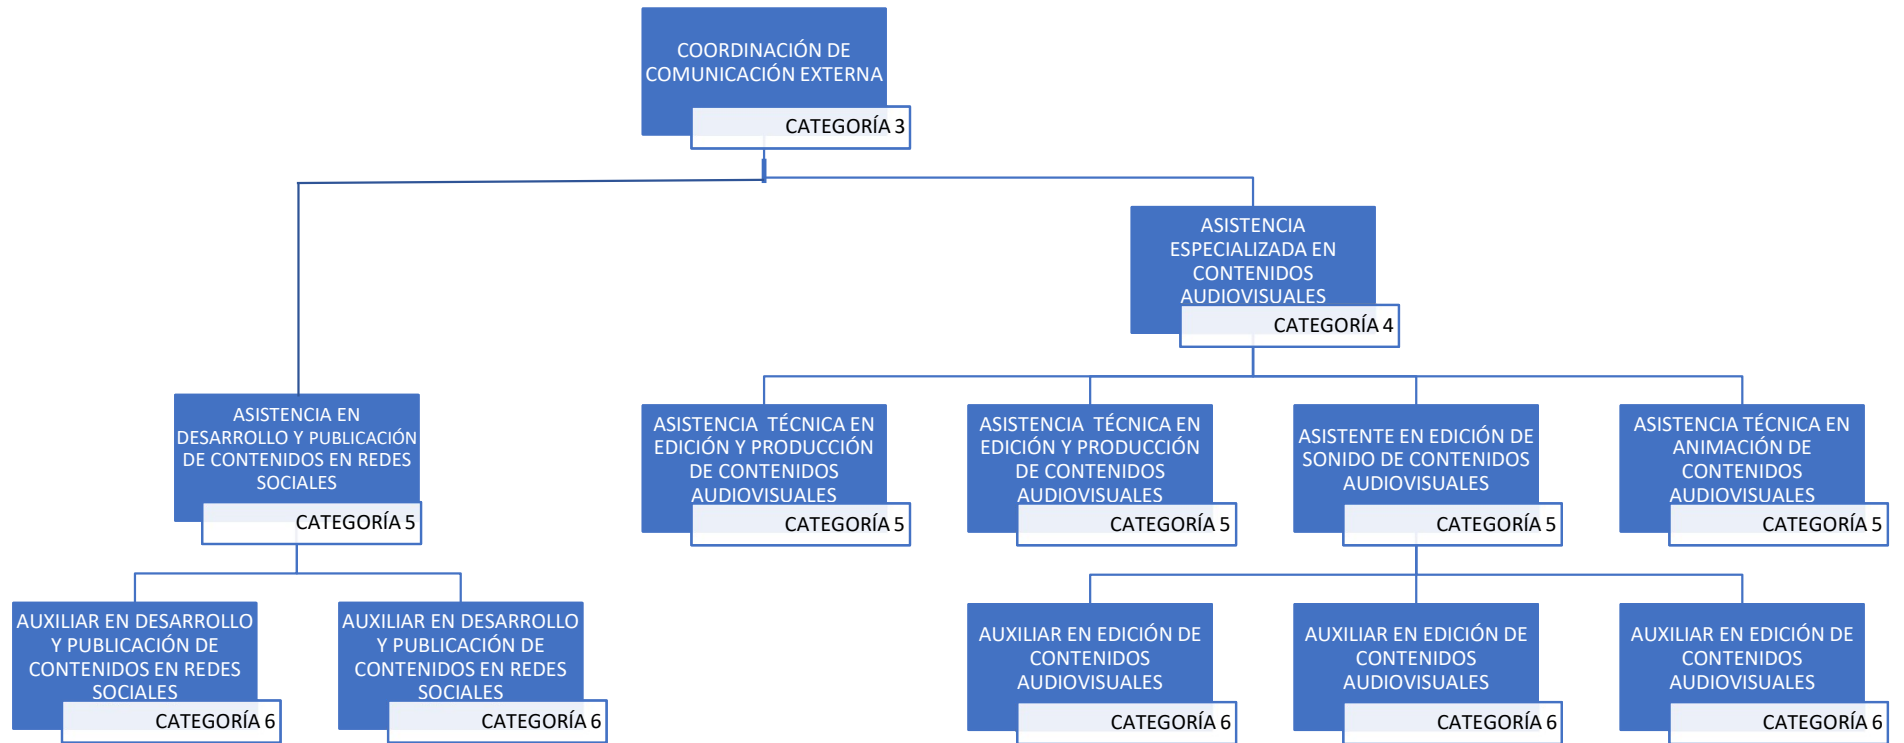 COORDINACIÓN DE
COMUNICACIÓN EXTERNA
CATEGORÍA 3
ASISTENCIA
ESPECIALIZADA EN
CONTENIDOS
AUDIOVISUALES
CATEGORÍA 4
ASISTENCIA EN
DESARROLLO Y PUBLICACIÓN
DE CONTENIDOS EN REDES
SOCIALES
CATEGORÍA 5
ASISTENCIA TÉCNICA EN
EDICIÓN Y PRODUCCIÓN
DE CONTENIDOS
AUDIOVISUALES
CATEGORÍA 5
ASISTENCIA TÉCNICA EN
EDICIÓN Y PRODUCCIÓN
DE CONTENIDOS
AUDIOVISUALES
CATEGORÍA 5
ASISTENTE EN EDICIÓN DE
SONIDO DE CONTENIDOS
AUDIOVISUALES
CATEGORÍA 5
ASISTENCIA TÉCNICA EN
ANIMACIÓN DE
CONTENIDOS
AUDIOVISUALES
CATEGORÍA 5
AUXILIAR EN DESARROLLO
Y PUBLICACIÓN DE
CONTENIDOS EN REDES
SOCIALES
CATEGORÍA 6
AUXILIAR EN DESARROLLO
Y PUBLICACIÓN DE
CONTENIDOS EN REDES
SOCIALES
CATEGORÍA 6
AUXILIAR EN EDICIÓN DE
CONTENIDOS
AUDIOVISUALES
CATEGORÍA 6
AUXILIAR EN EDICIÓN DE
CONTENIDOS
AUDIOVISUALES
CATEGORÍA 6
AUXILIAR EN EDICIÓN DE
CONTENIDOS
AUDIOVISUALES
CATEGORÍA 6